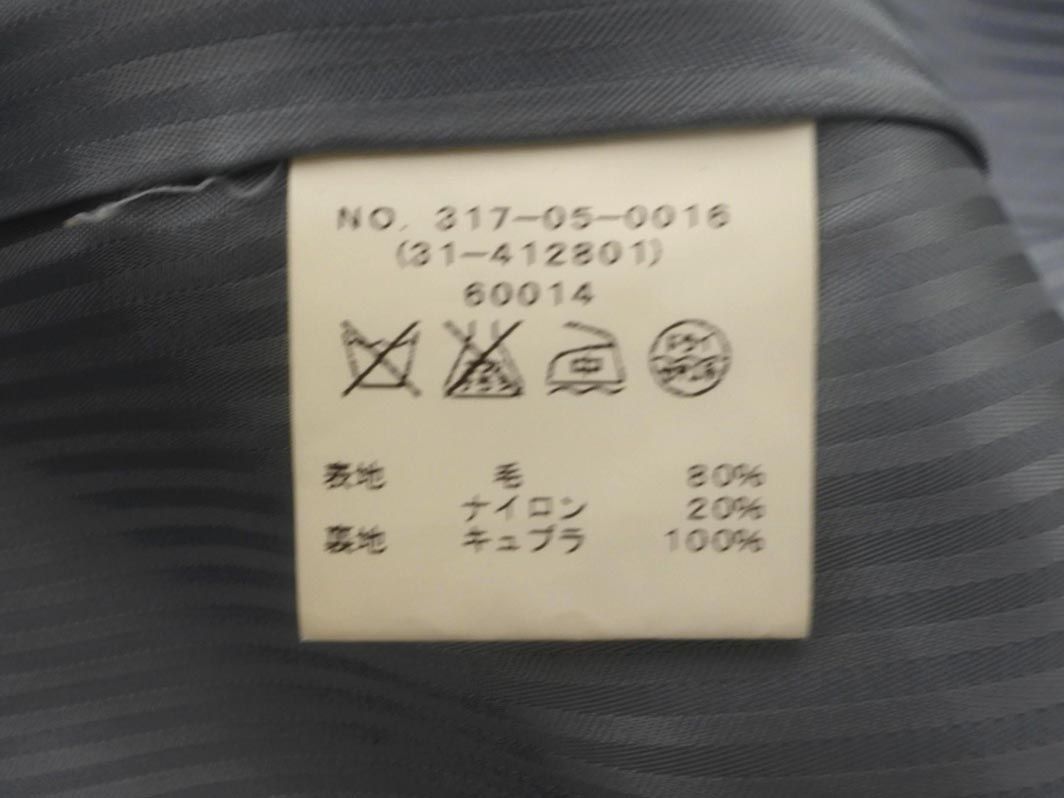 NO. 317-05-0016
(31-412801)
60014
中
表地 毛 80%
ナイロン 20%
裏地 キュプラ 100%